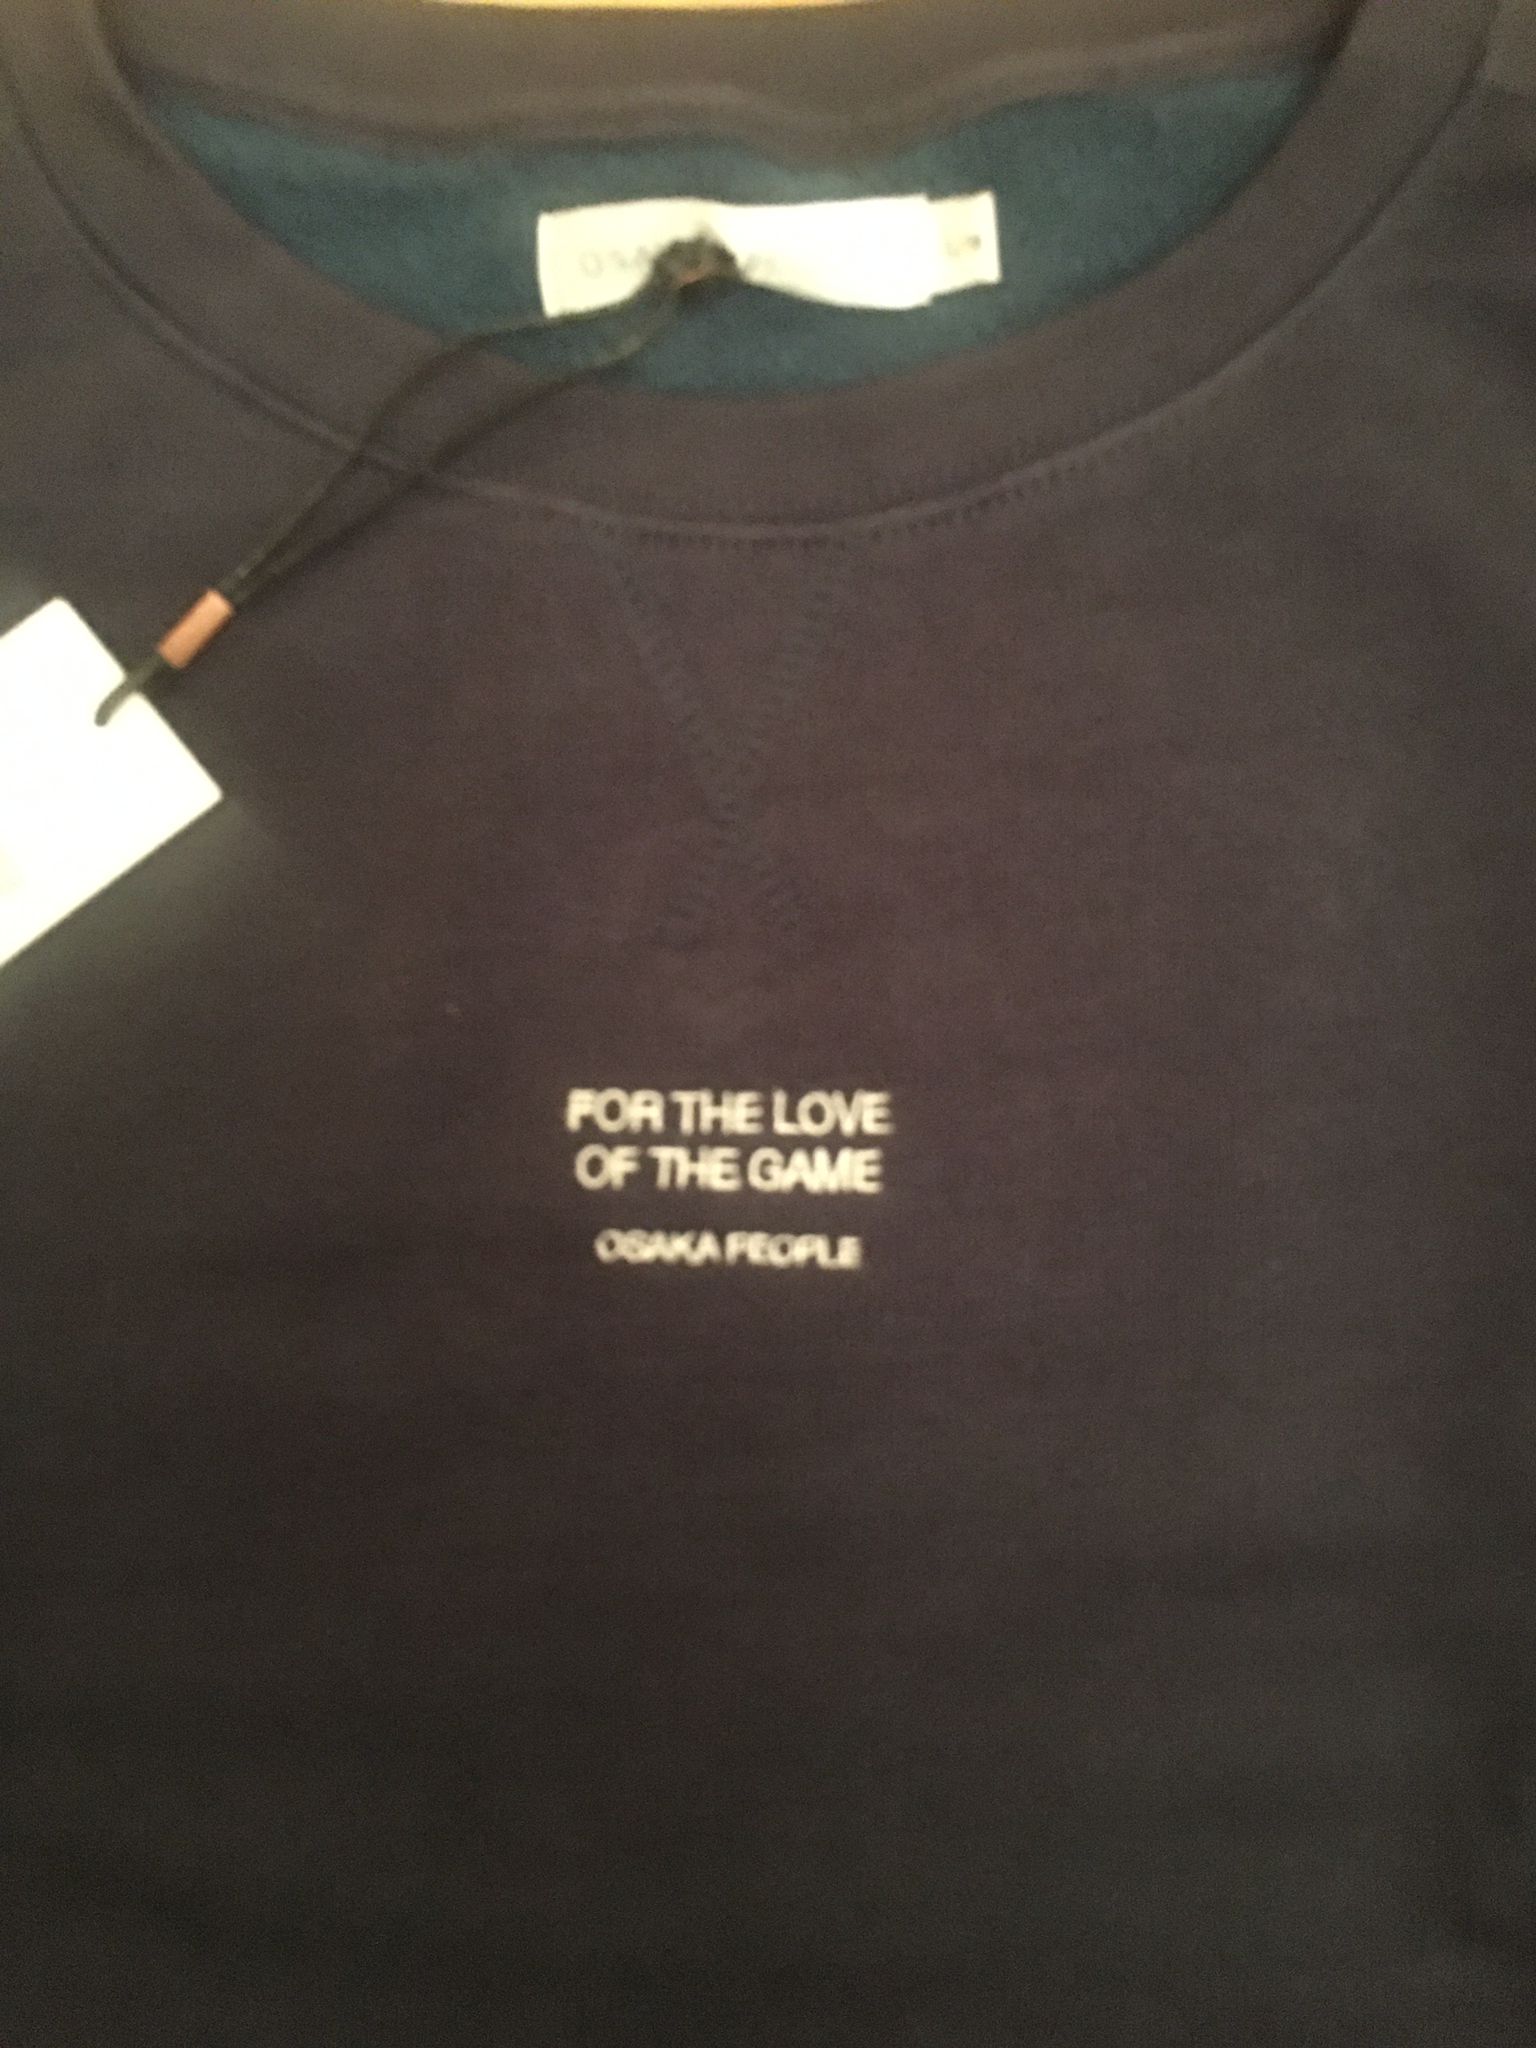 FOR THE LOVE
OF THE GAME
OSAKA PEOPLE